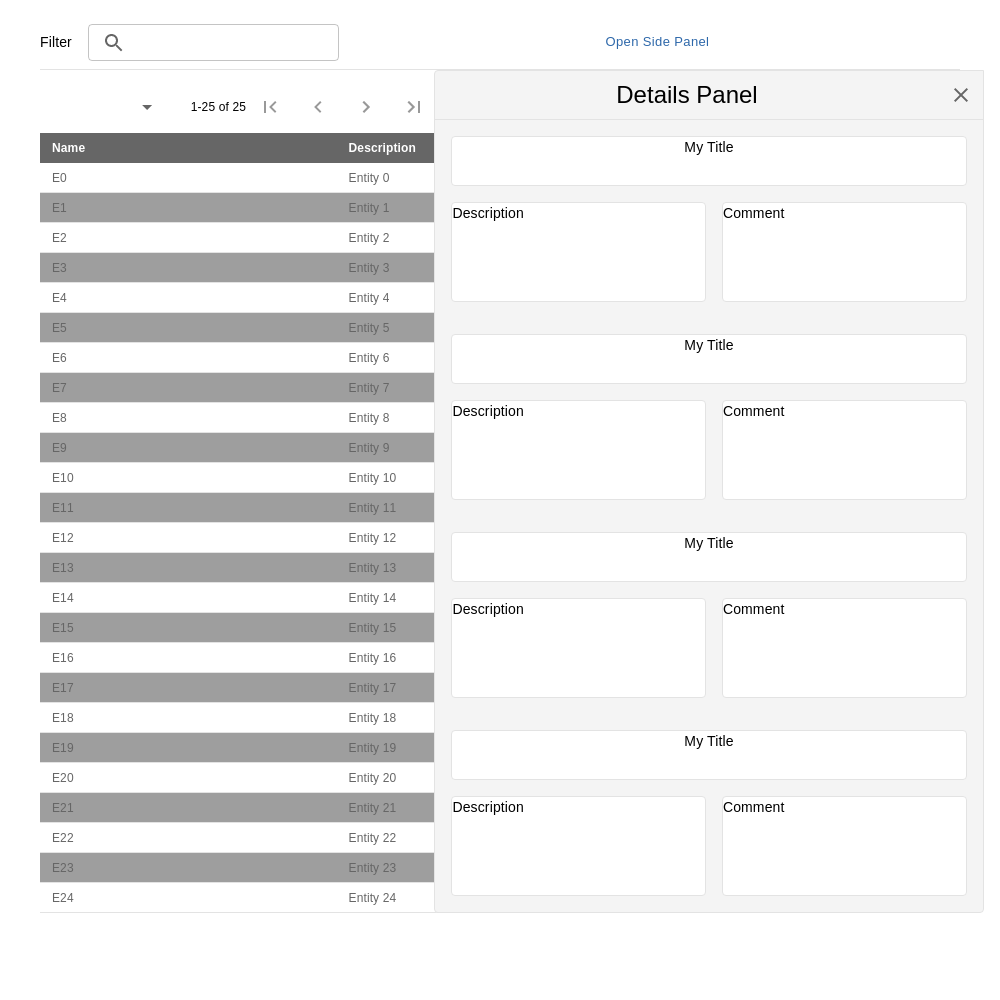 Filter
Open Side Panel
1-25 of 25
Name Description
E0 Entity 0
E1 Entity 1
E2 Entity 2
E3 Entity 3
E4 Entity 4
E5 Entity 5
E6 Entity 6
E7 Entity 7
E8 Entity 8
E9 Entity 9
E10 Entity 10
E11 Entity 11
E12 Entity 12
E13 Entity 13
E14 Entity 14
E15 Entity 15
E16 Entity 16
E17 Entity 17
E18 Entity 18
E19 Entity 19
E20 Entity 20
E21 Entity 21
E22 Entity 22
E23 Entity 23
E24 Entity 24
Details Panel
My Title
Description Comment
My Title
Description Comment
My Title
Description Comment
My Title
Description Comment